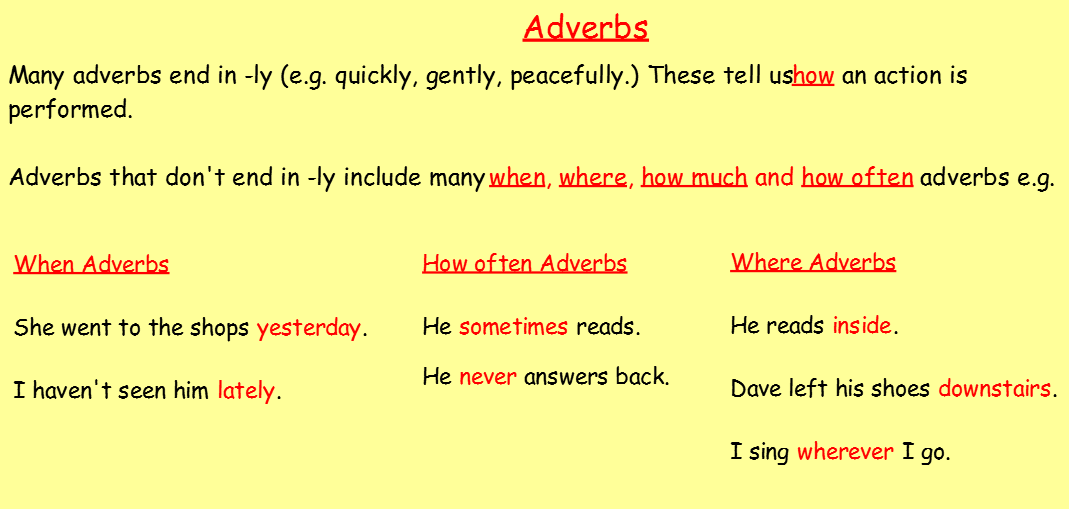 Adverbs
Many adverbs end in -ly (e.g. quickly, gently, peacefully.) These tell ushow an action is
performed.
Adverbs that don't end in -ly include many when, where, how much and how often adverbs e.g.
When Adverbs
She went to the shops yesterday.
I haven't seen him lately.
How often Adverbs
He sometimes reads.
He never answers back.
Where Adverbs
He reads inside.
Dave left his shoes downstairs.
I sing wherever I go.